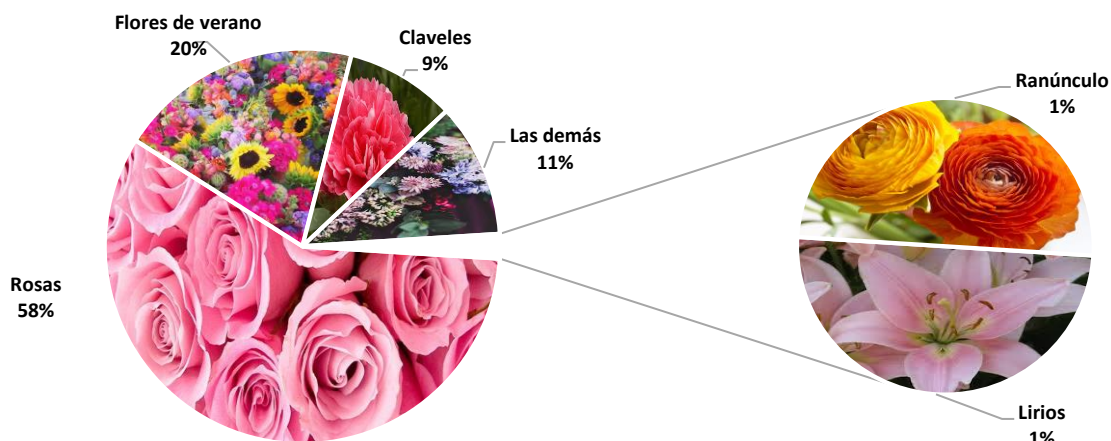 Flores de verano
20%
Claveles
9%
Las demás
11%
Ranúnculo
1%
Rosas
58%
Lirios
1%